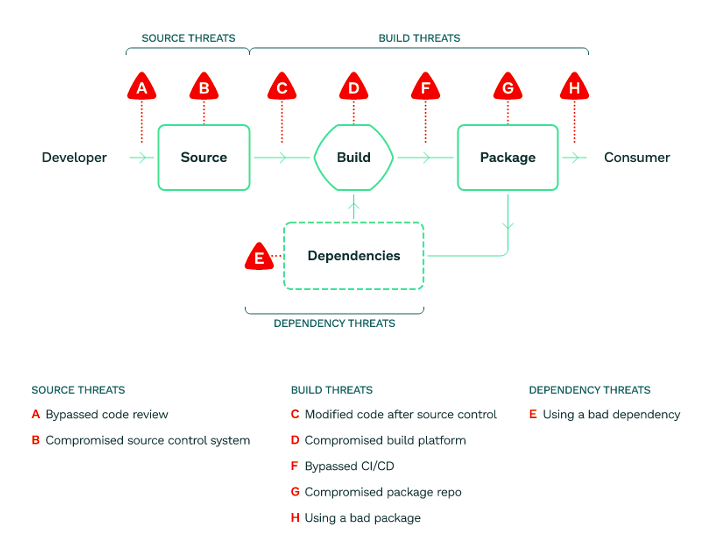 SOURCE THREATS
BUILD THREATS
A
B
C
D
F
G
H
Developer
Source
Build
Package
Consumer
E
Dependencies
DEPENDENCY THREATS
SOURCE THREATS
A Bypassed code review
B Compromised source control system
BUILD THREATS
C Modified code after source control
D Compromised build platform
F Bypassed CI/CD
G Compromised package repo
H Using a bad package
DEPENDENCY THREATS
E Using a bad dependency